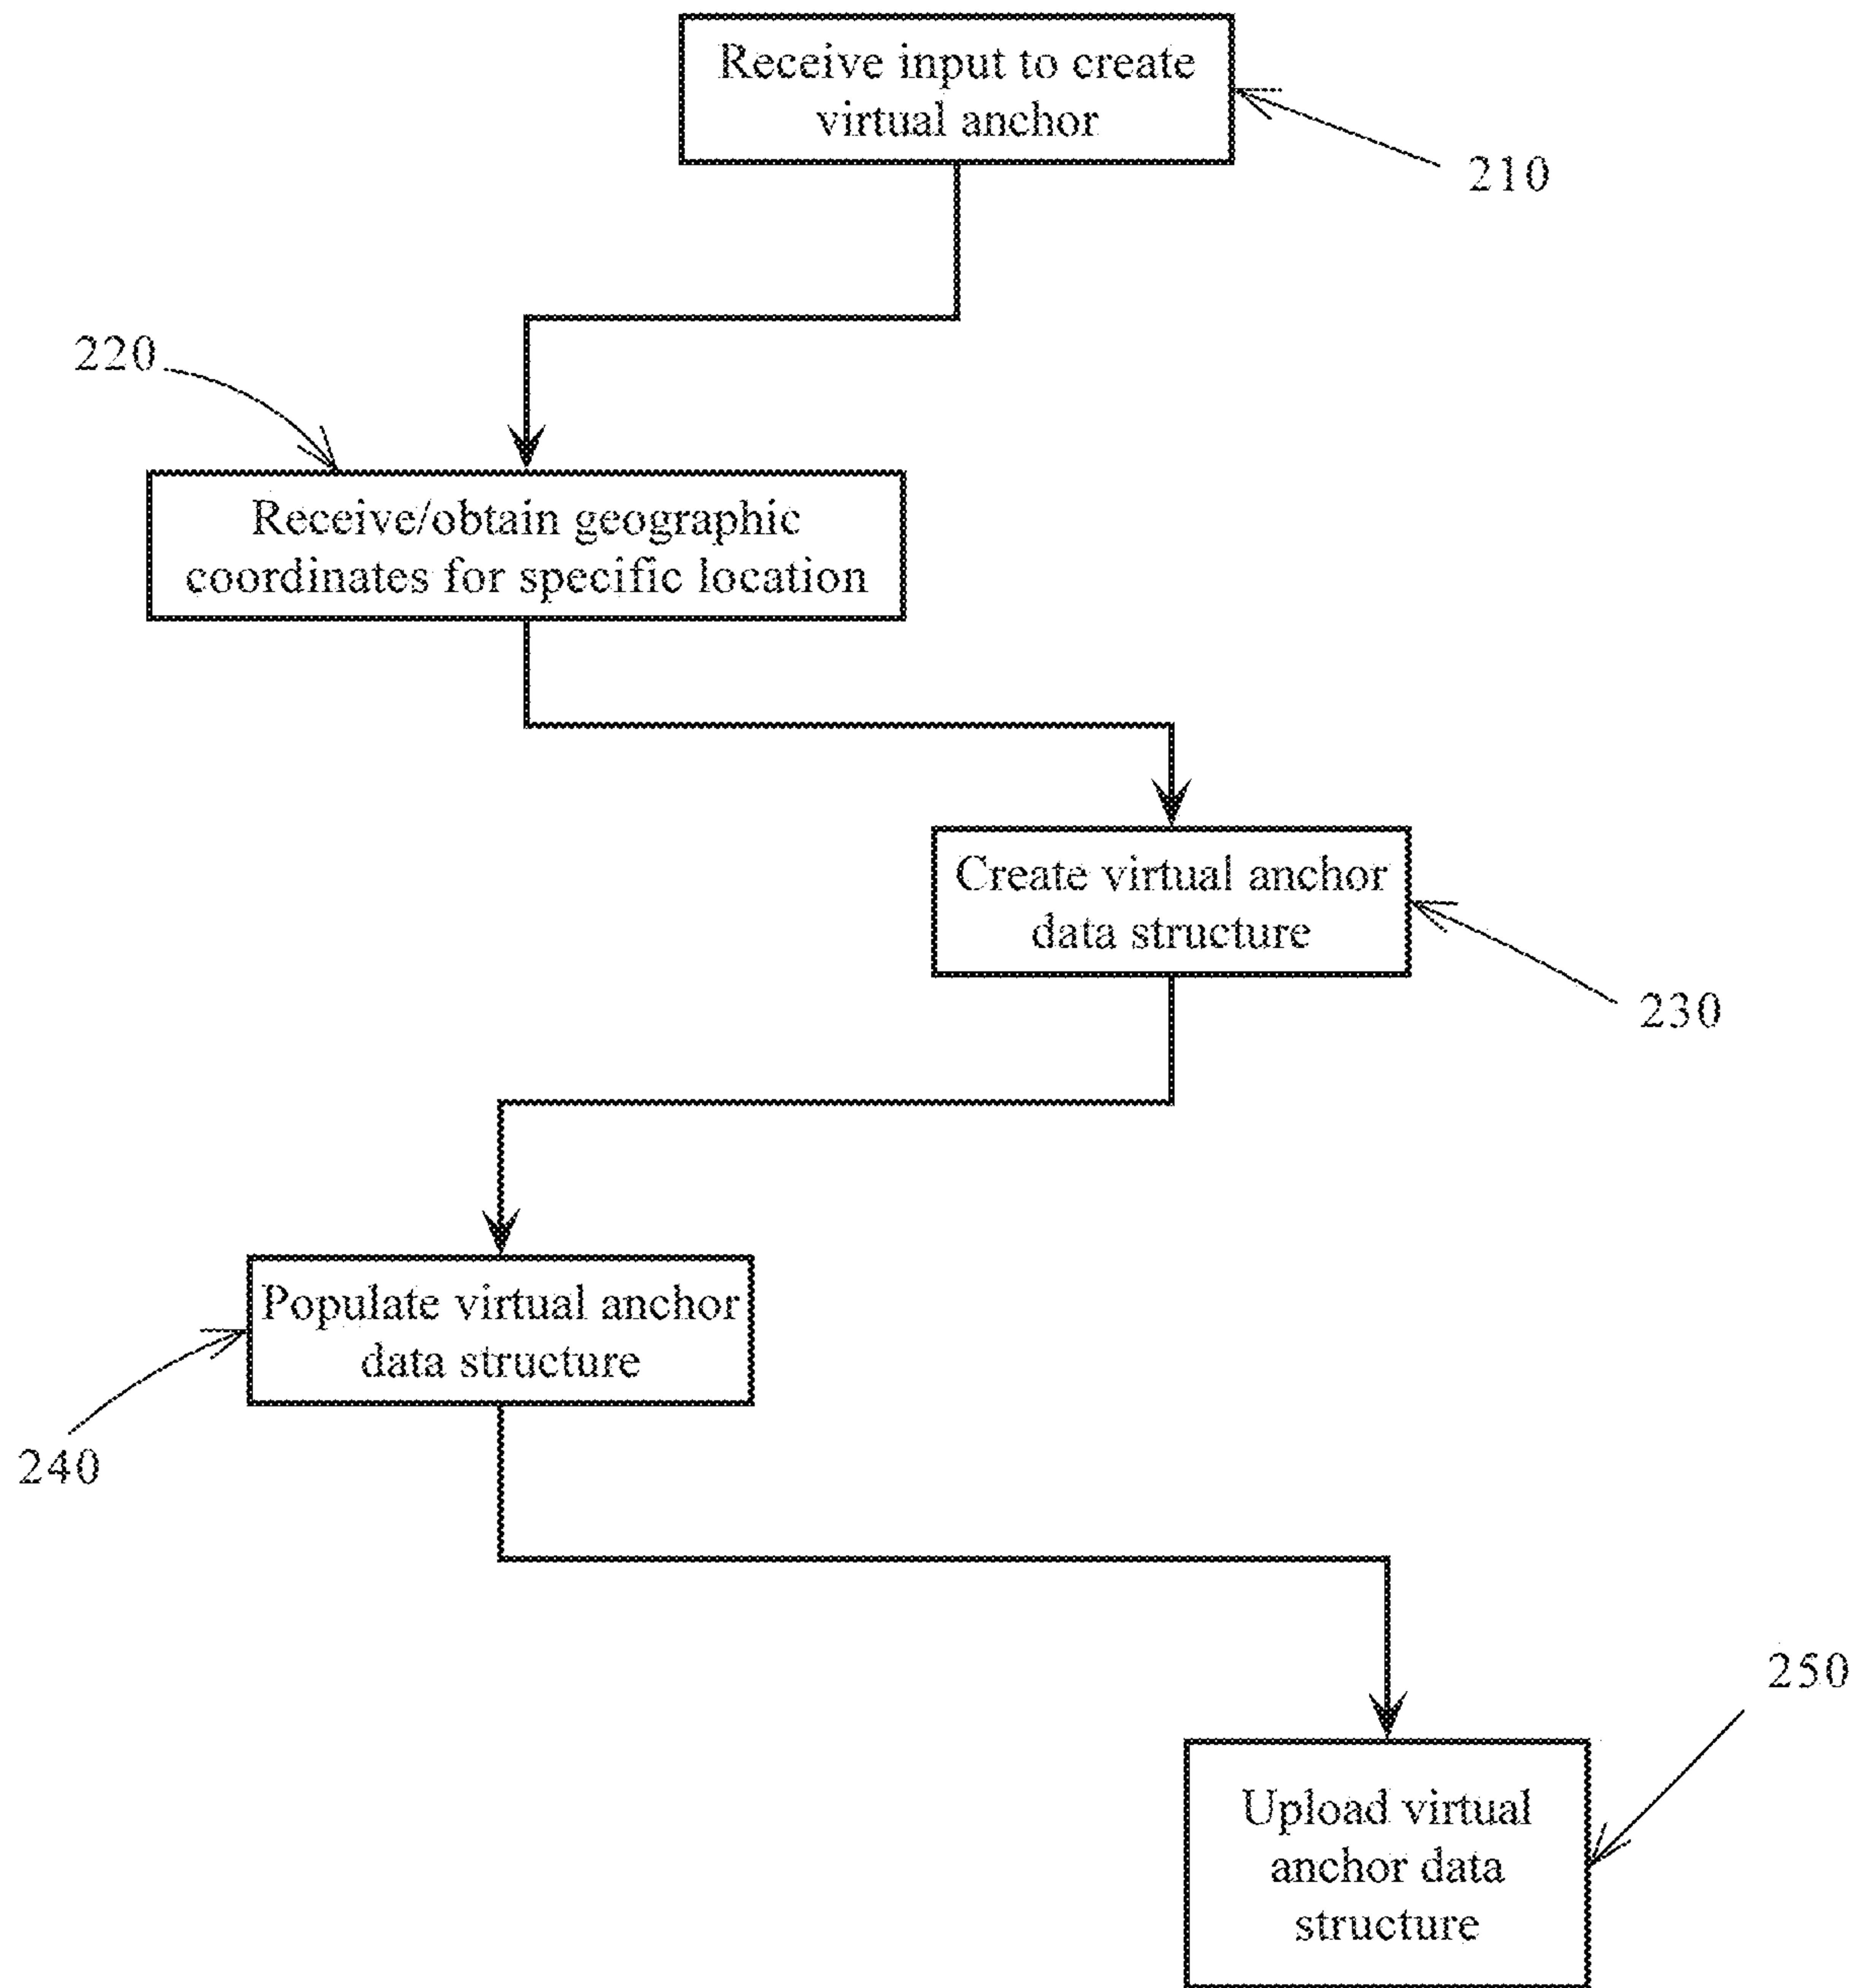 Receive input to create
virtual anchor
210
220
Receive/obtain geographic
coordinates for specific location
Create virtual anchor
data structure
230
Populate virtual anchor
data structure
240
250
Upload virtual
anchor data
structure